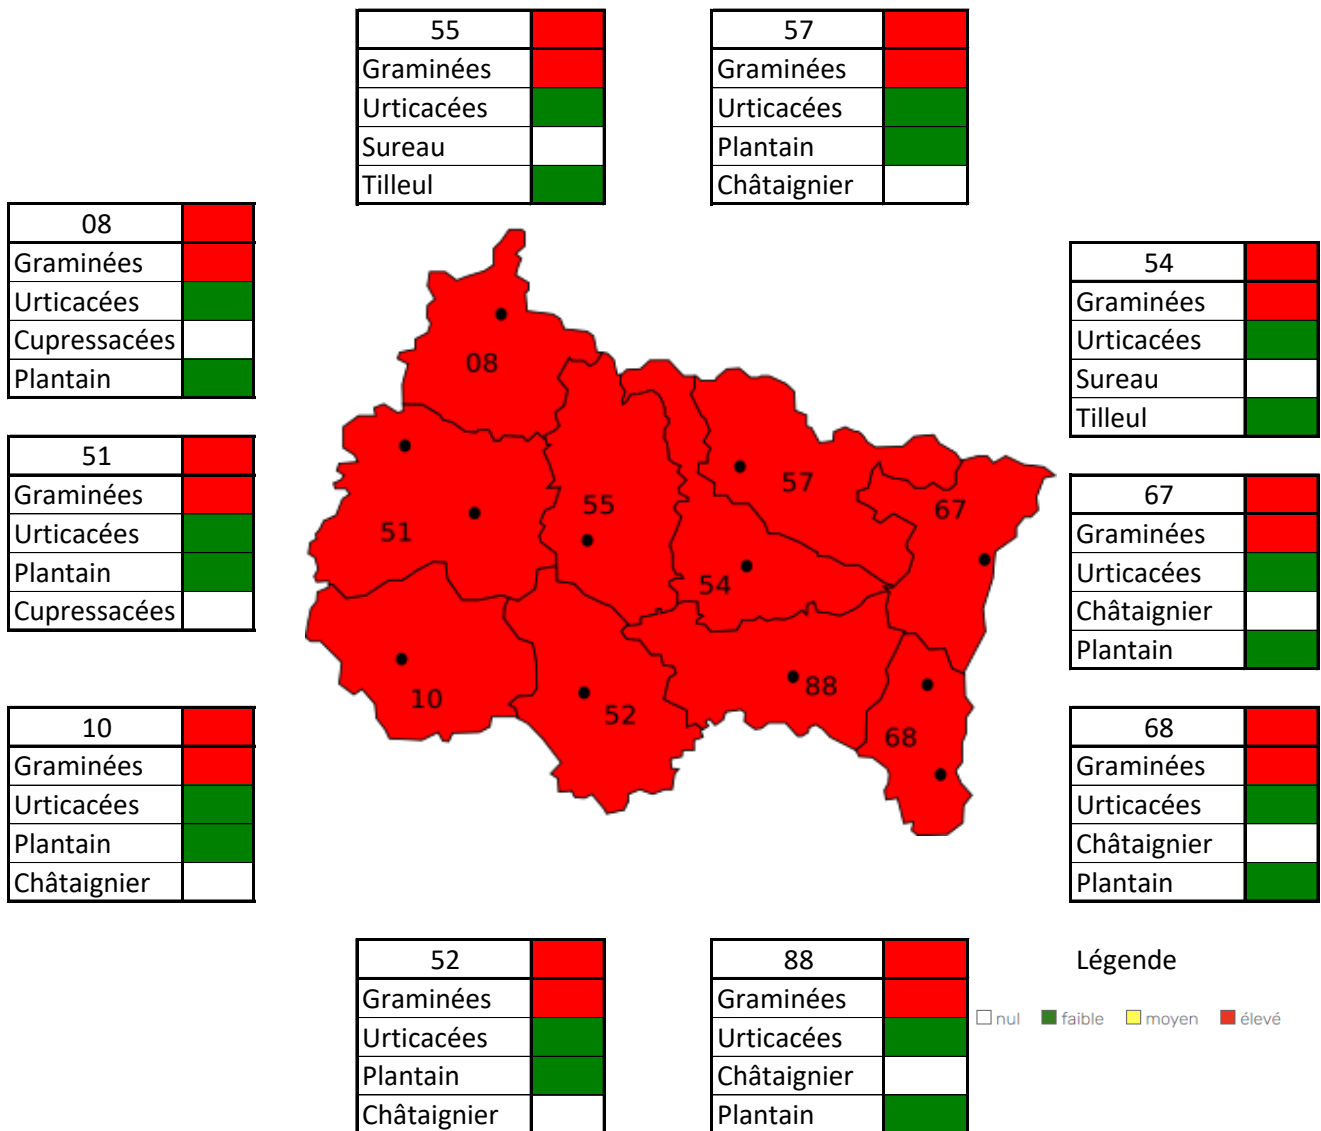 55
Graminées
Urticacées
Sureau
Tilleul
57
Graminées
Urticacées
Plantain
Châtaignier
08
Graminées
Urticacées
Cupressacées
Plantain
54
Graminées
Urticacées
Sureau
Tilleul
51
Graminées
Urticacées
Plantain
Cupressacées
08
57
55
67
51
54
88
10
52
68
67
Graminées
Urticacées
Châtaignier
Plantain
10
Graminées
Urticacées
Plantain
Châtaignier
68
Graminées
Urticacées
Châtaignier
Plantain
52
Graminées
Urticacées
Plantain
Châtaignier
88
Graminées
Urticacées
Châtaignier
Plantain
Légende
nul faible moyen élevé